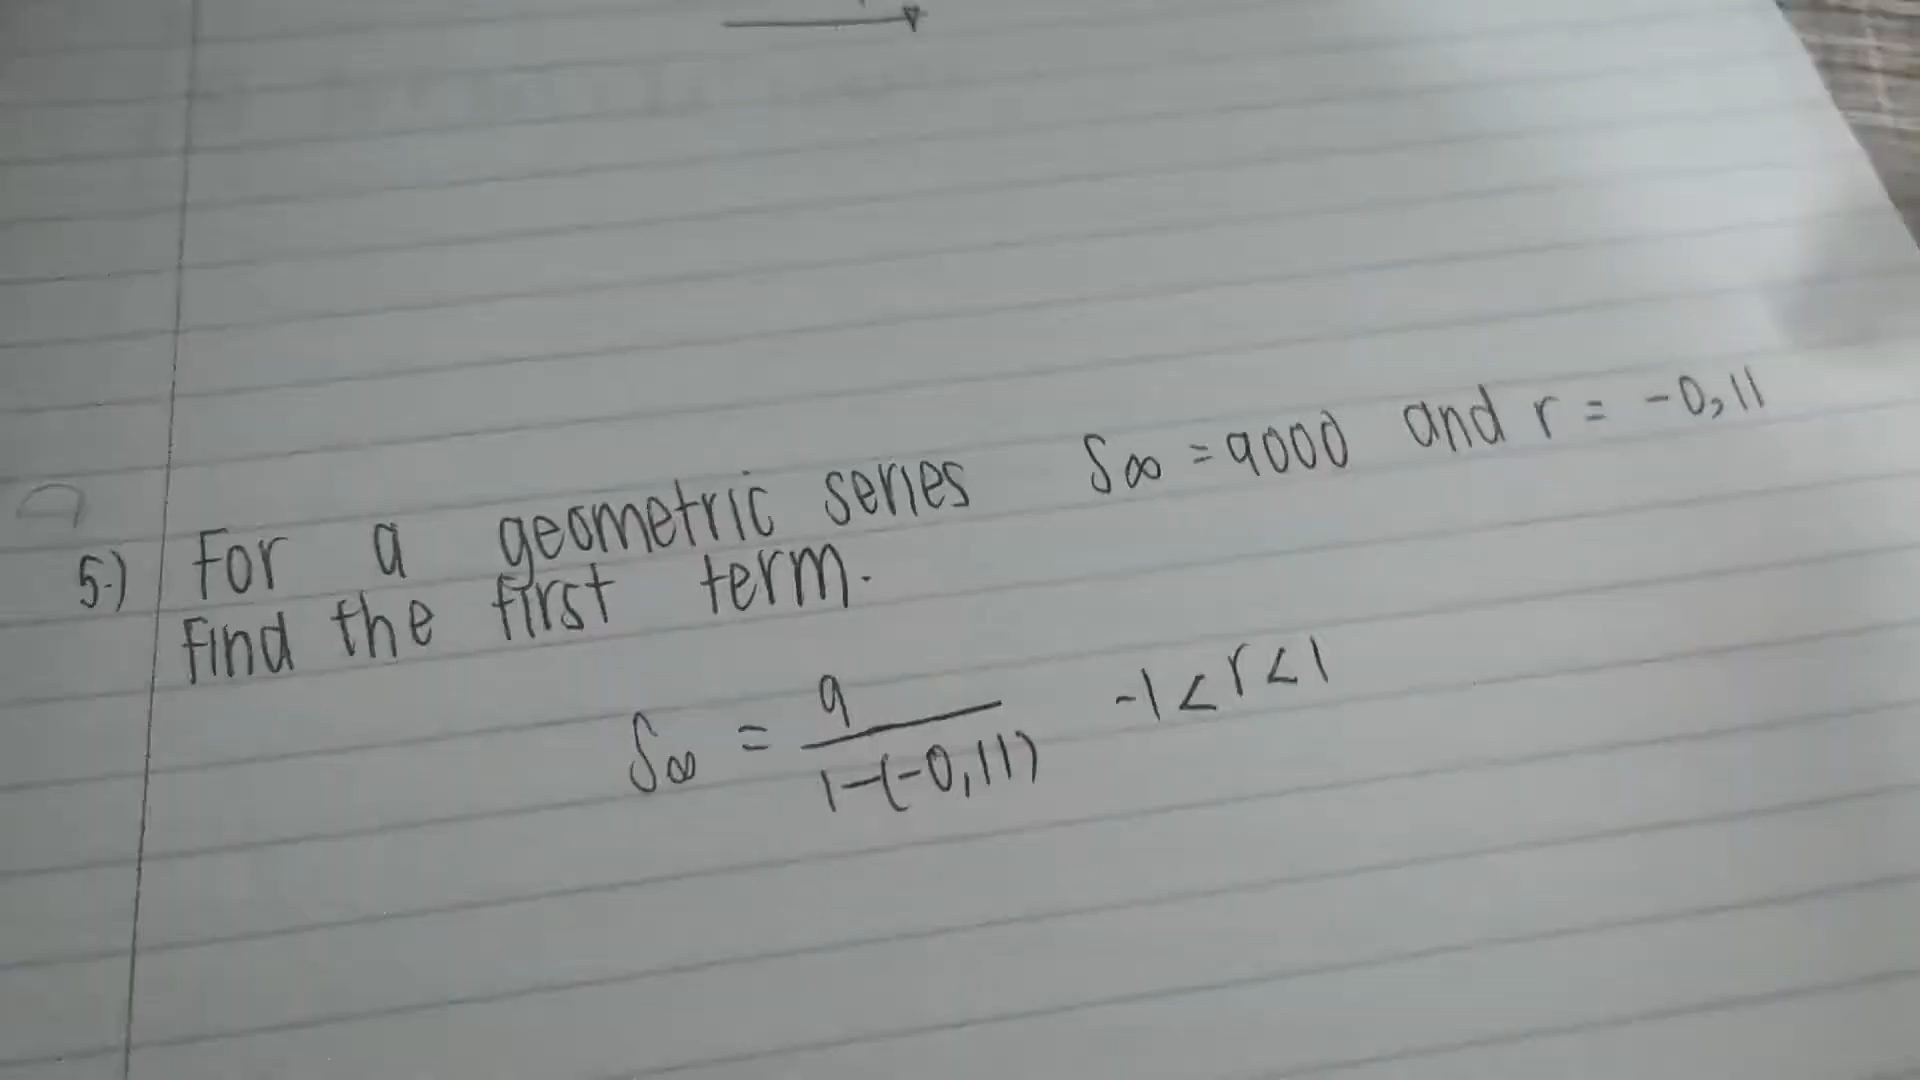 5.) For a geometric series S∞ = 9000 and r = -0,11
Find the first term.
S∞ = a/(1-(-0,11)) -1 < r < 1